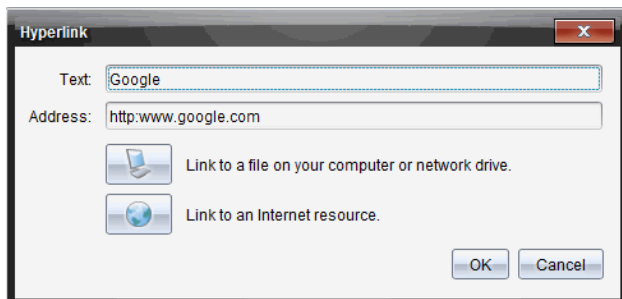 Hyperlink
Text: Google
Address: http:www.google.com
Link to a file on your computer or network drive.
Link to an Internet resource.
OK Cancel